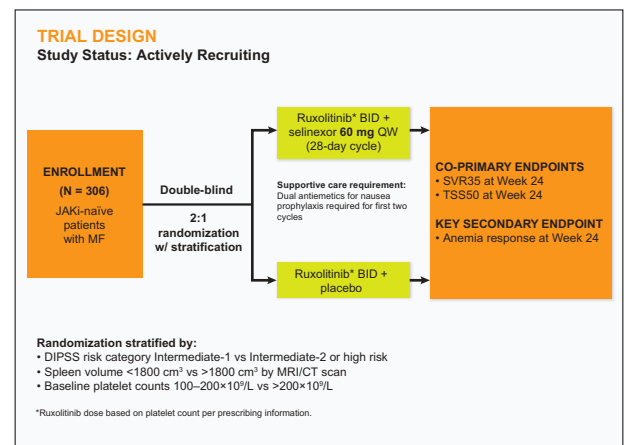 TRIAL DESIGN
Study Status: Actively Recruiting
ENROLLMENT
(N = 306)
JAKi-naïve
patients
with MF
Double-blind
2:1
randomization
w/ stratification
Ruxolitinib* BID +
selinexor 60 mg QW
(28-day cycle)
Supportive care requirement:
Dual antiemetics for nausea
prophylaxis required for first two
cycles
Ruxolitinib* BID +
placebo
CO-PRIMARY ENDPOINTS
• SVR35 at Week 24
• TSS50 at Week 24
KEY SECONDARY ENDPOINT
• Anemia response at Week 24
Randomization stratified by:
• DIPSS risk category Intermediate-1 vs Intermediate-2 or high risk
• Spleen volume <1800 cm³ vs >1800 cm³ by MRI/CT scan
• Baseline platelet counts 100–200×10⁹/L vs >200×10⁹/L
*Ruxolitinib dose based on platelet count per prescribing information.